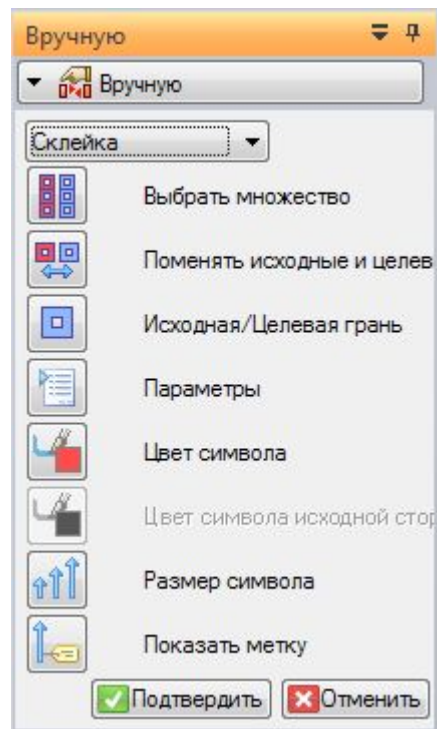 Вручную
Вручную
Склейка
Выбрать множество
Поменять исходные и целев
Исходная/Целевая грань
Параметры
Цвет символа
Цвет символа исходной стор
Размер символа
Показать метку
Подтвердить Отменить